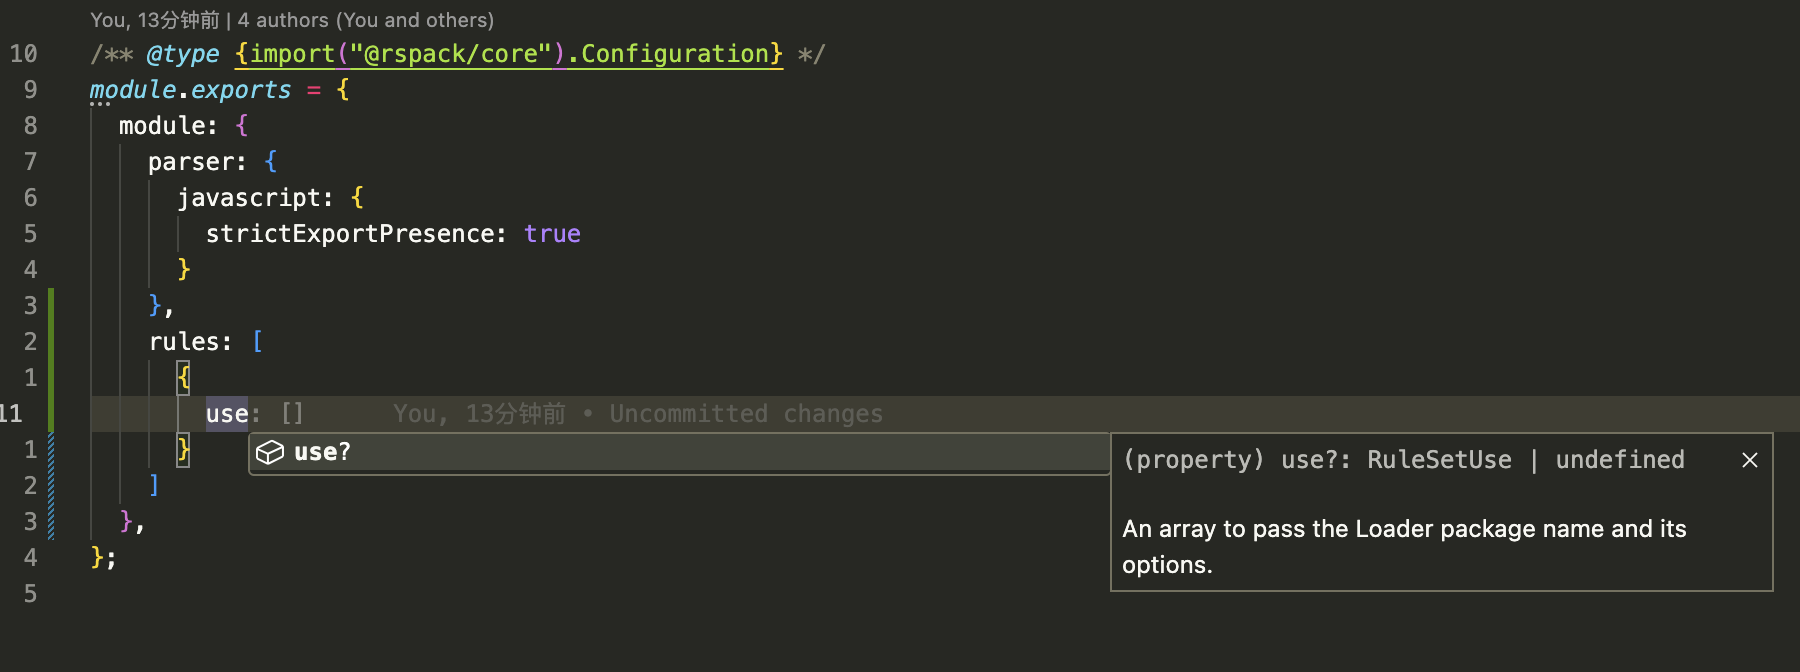 You, 13分钟前 | 4 authors (You and others)
10 /** @type {import("@rspack/core").Configuration} */
9 module.exports = {
8 module: {
7 parser: {
6 javascript: {
5 strictExportPresence: true
4 }
3 },
2 rules: [
1 {
11 use: [] You, 13分钟前 • Uncommitted changes
1 }
use?
(property) use?: RuleSetUse | undefined
An array to pass the Loader package name and its
options.
2 ]
3 },
4 };
5